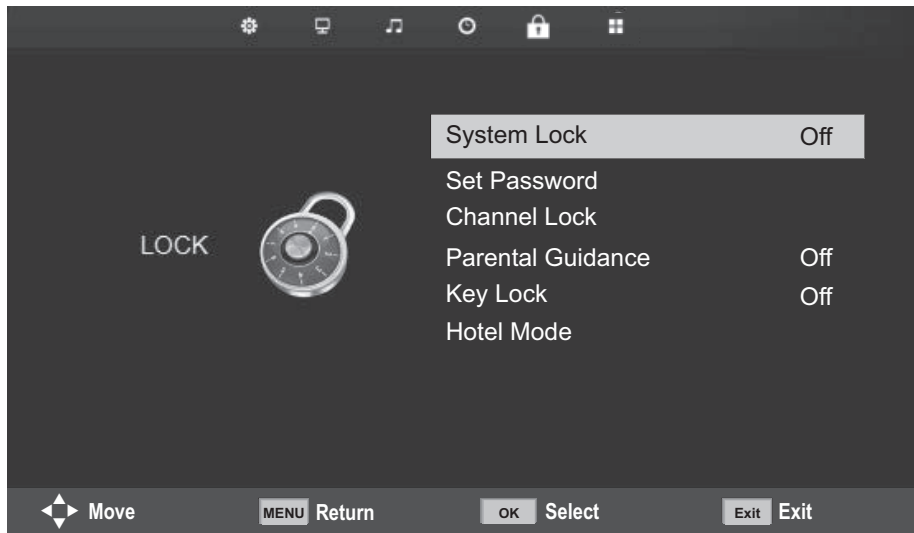 System Lock Off
Set Password
Channel Lock
LOCK
Parental Guidance Off
Key Lock Off
Hotel Mode
Move MENU Return OK Select Exit Exit